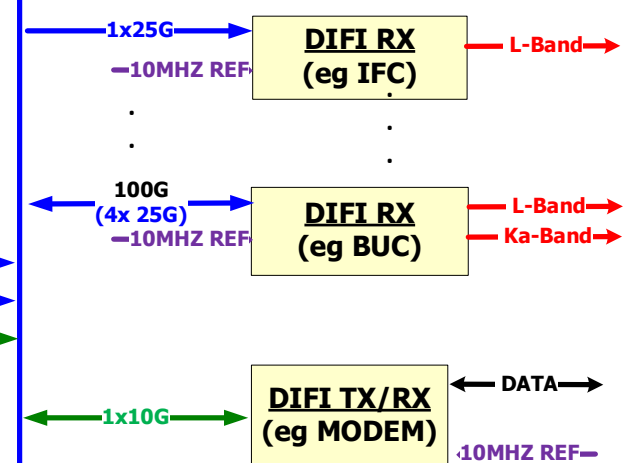 1x25G
DIFI RX
(eg IFC)
L-Band
10MHZ REF
100G
(4x 25G)
DIFI RX
(eg BUC)
L-Band
Ka-Band
10MHZ REF
DIFI TX/RX
(eg MODEM)
DATA
1x10G
10MHZ REF